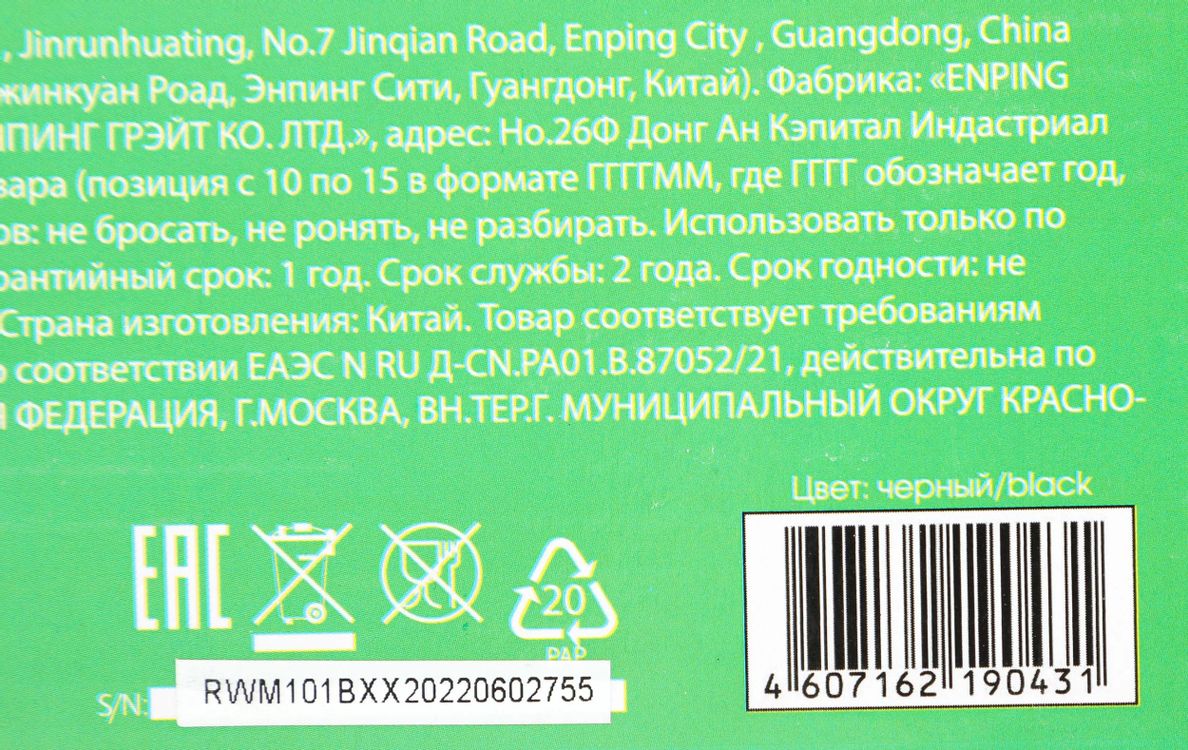 , Jinrunhuating, No.7 Jinqian Road, Enping City , Guangdong, China
жинкуан Роад, Энпинг Сити, Гуангдонг, Китай). Фабрика: «ENPING
ПИНГ ГРЭЙТ КО. ЛТД.», адрес: Но.26Ф Донг Ан Кэпитал Индастриал
вара (позиция с 10 по 15 в формате ГГГГММ, где ГГГГ обозначает год,
ов: не бросать, не ронять, не разбирать. Использовать только по
рантийный срок: 1 год. Срок службы: 2 года. Срок годности: не
Страна изготовления: Китай. Товар соответствует требованиям
о соответствии ЕАЭС N RU Д-CN.РА01.В.87052/21, действительна по
Я ФЕДЕРАЦИЯ, Г.МОСКВА, ВН.ТЕР.Г. МУНИЦИПАЛЬНЫЙ ОКРУГ КРАСНО-
Цвет: черный/black
EAC
20
PAP
S/N: RWM101BXX20220602755
4 607162 190431